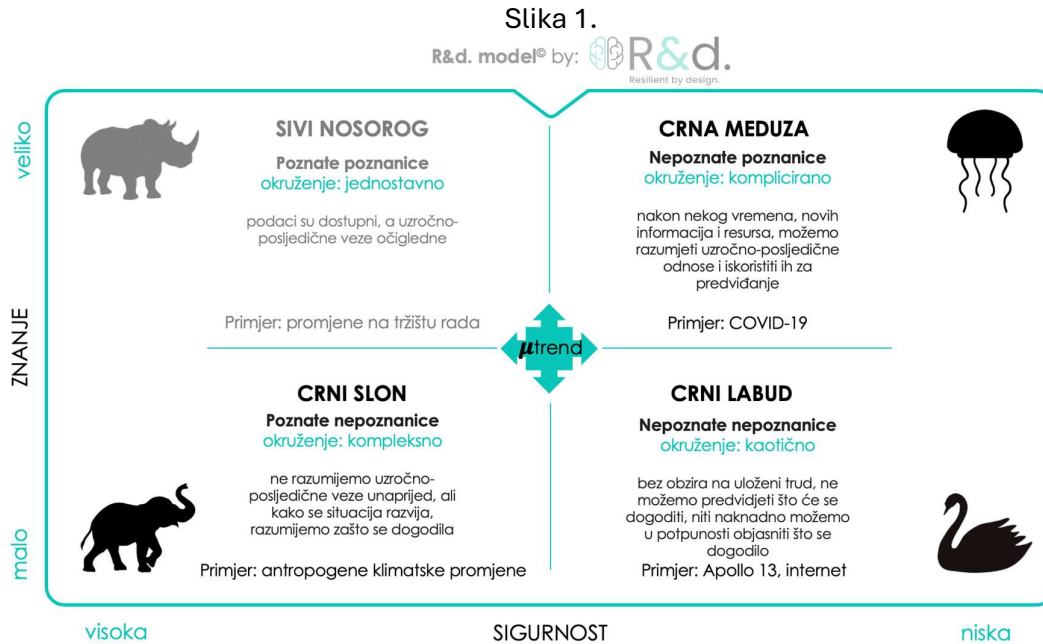 Slika 1.
R&d. model© by: R&d.
Resilient by design.
veliko
SIVI NOSOROG
Poznate poznanice
okruženje: jednostavno
podaci su dostupni, a uzročno-
posljedične veze očigledne
Primjer: promjene na tržištu rada
CRNA MEDUZA
Nepoznate poznanice
okruženje: komplicirano
nakon nekog vremena, novih
informacija i resursa, možemo
razumjeti uzročno-posljedične
odnose i iskoristiti ih za
predviđanje
Primjer: COVID-19
ZNANJE
µtrend
CRNI SLON
Poznate nepoznanice
okruženje: kompleksno
ne razumijemo uzročno-
posljedične veze unaprijed, ali
kako se situacija razvija,
razumijemo zašto se dogodila
Primjer: antropogene klimatske promjene
CRNI LABUD
Nepoznate nepoznanice
okruženje: kaotično
bez obzira na uloženi trud, ne
možemo predvidjeti što će se
dogoditi, niti naknadno možemo
u potpunosti objasniti što se
dogodilo
Primjer: Apollo 13, internet
malo
visoka
SIGURNOST
niska